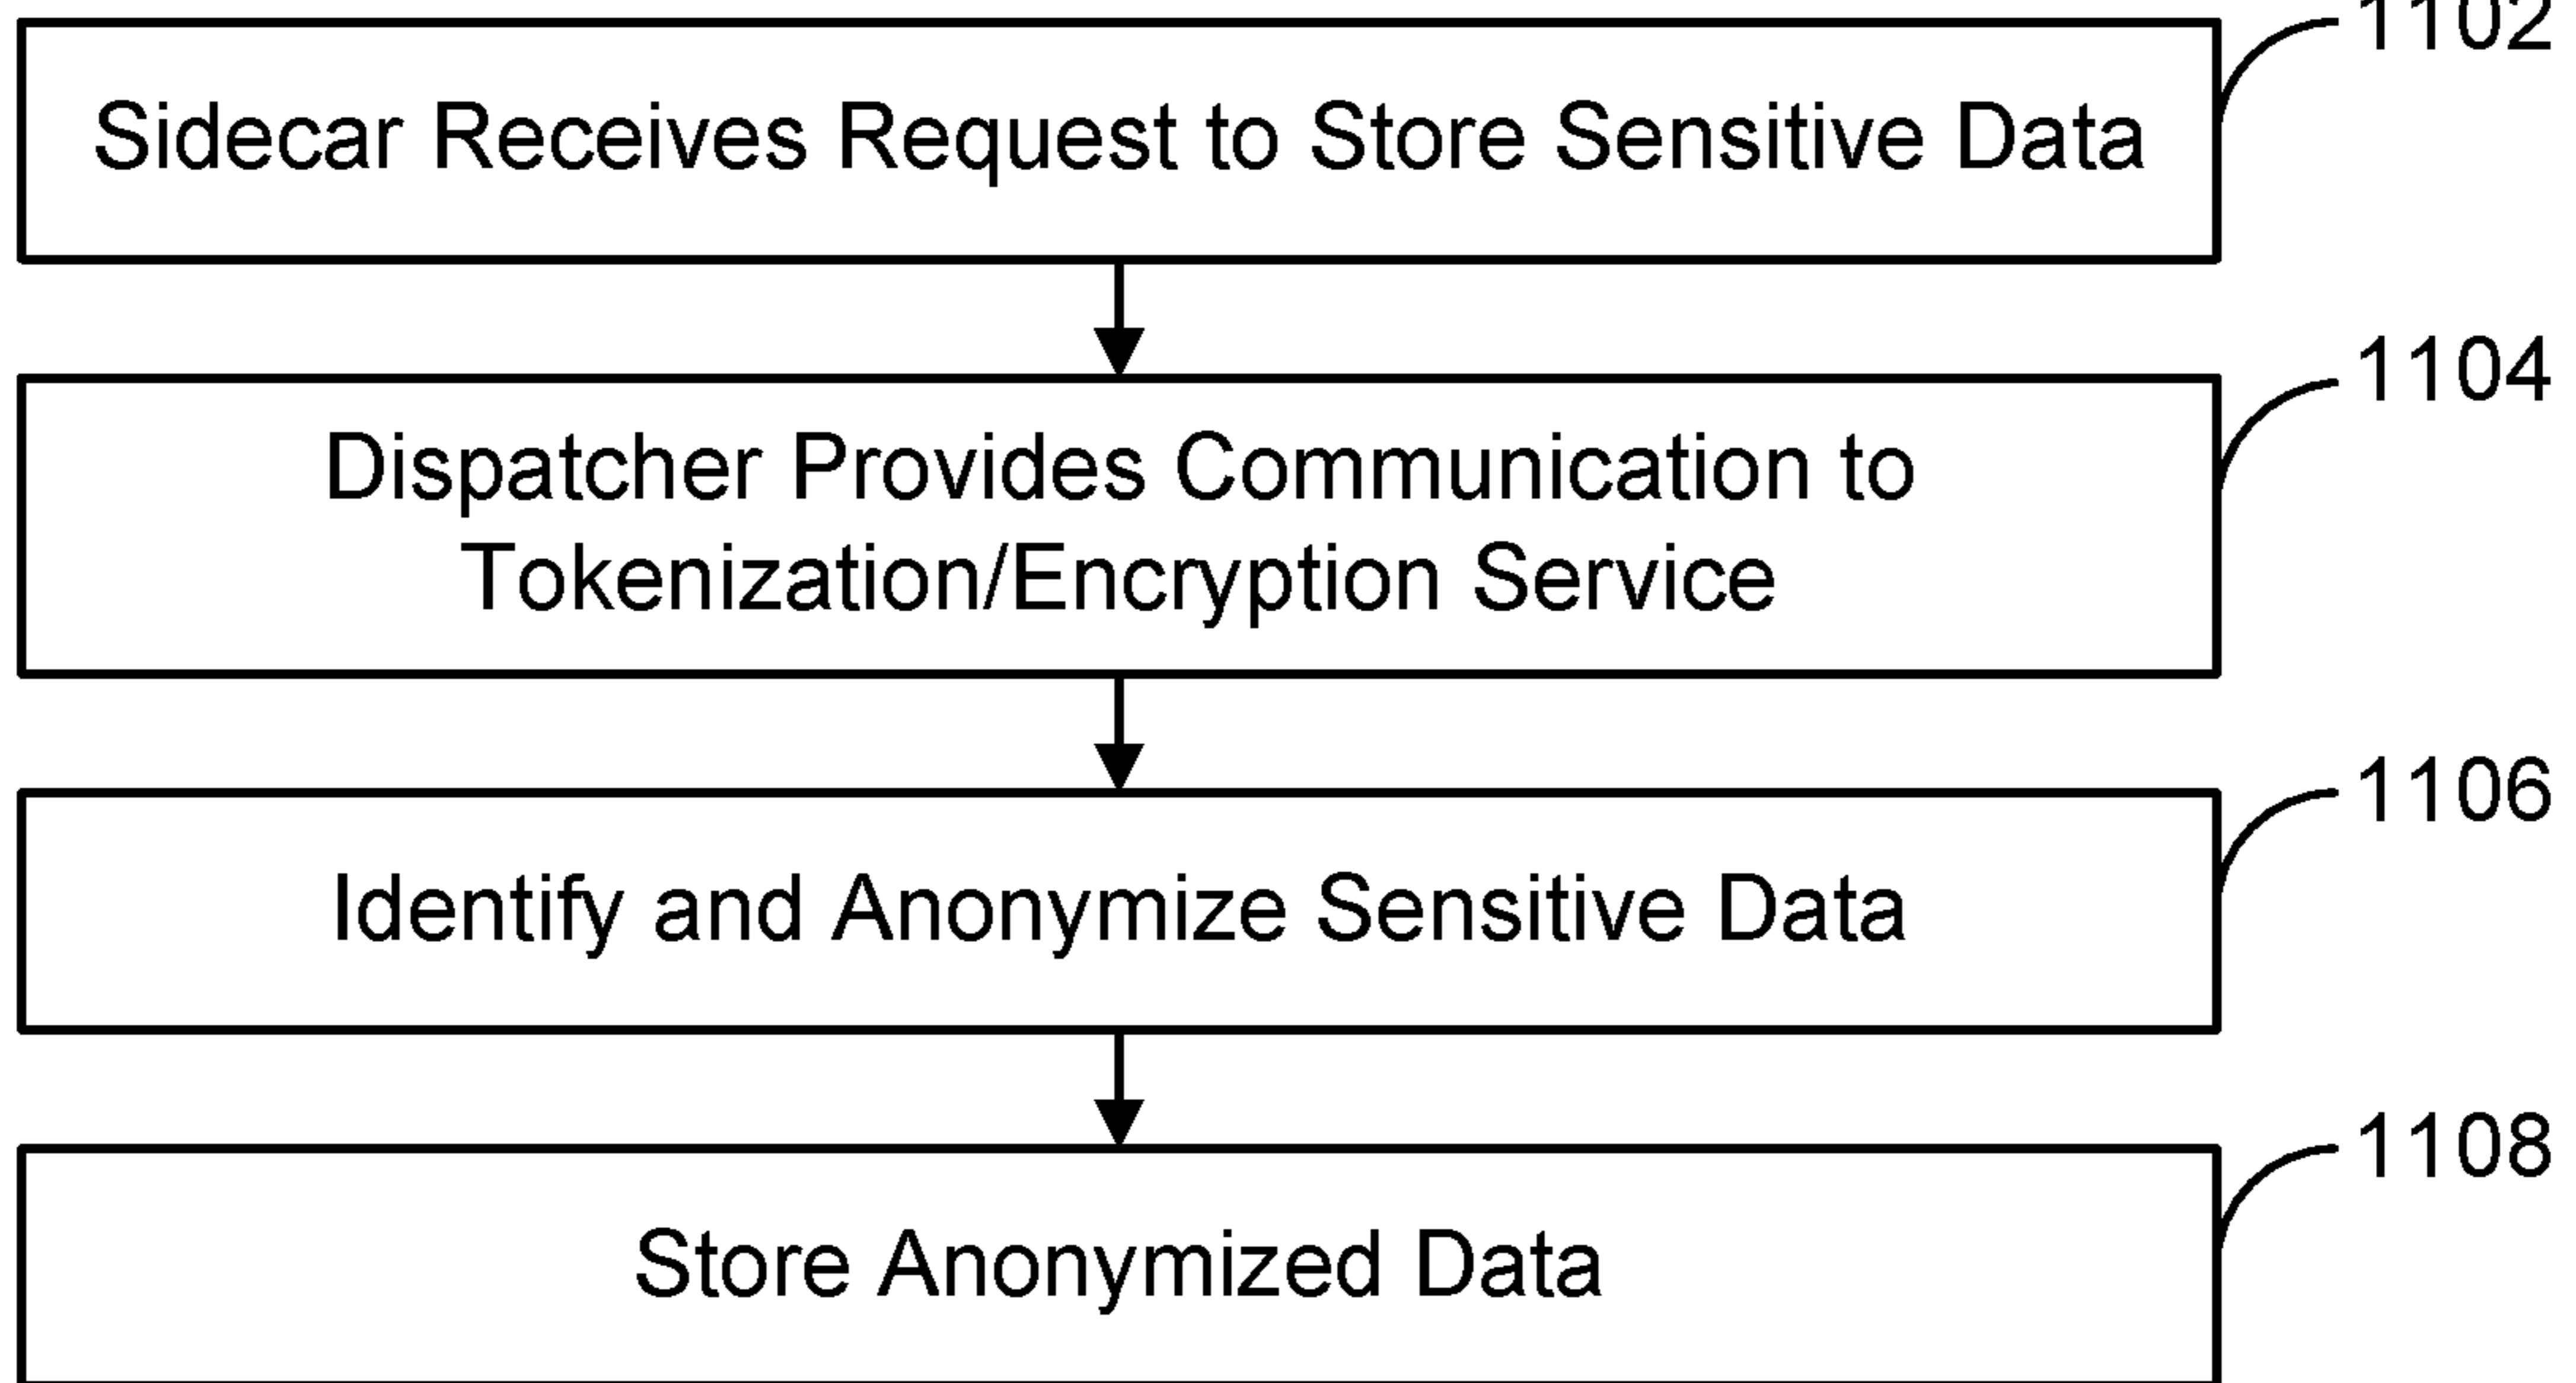 1102
Sidecar Receives Request to Store Sensitive Data
1104
Dispatcher Provides Communication to
Tokenization/Encryption Service
1106
Identify and Anonymize Sensitive Data
1108
Store Anonymized Data